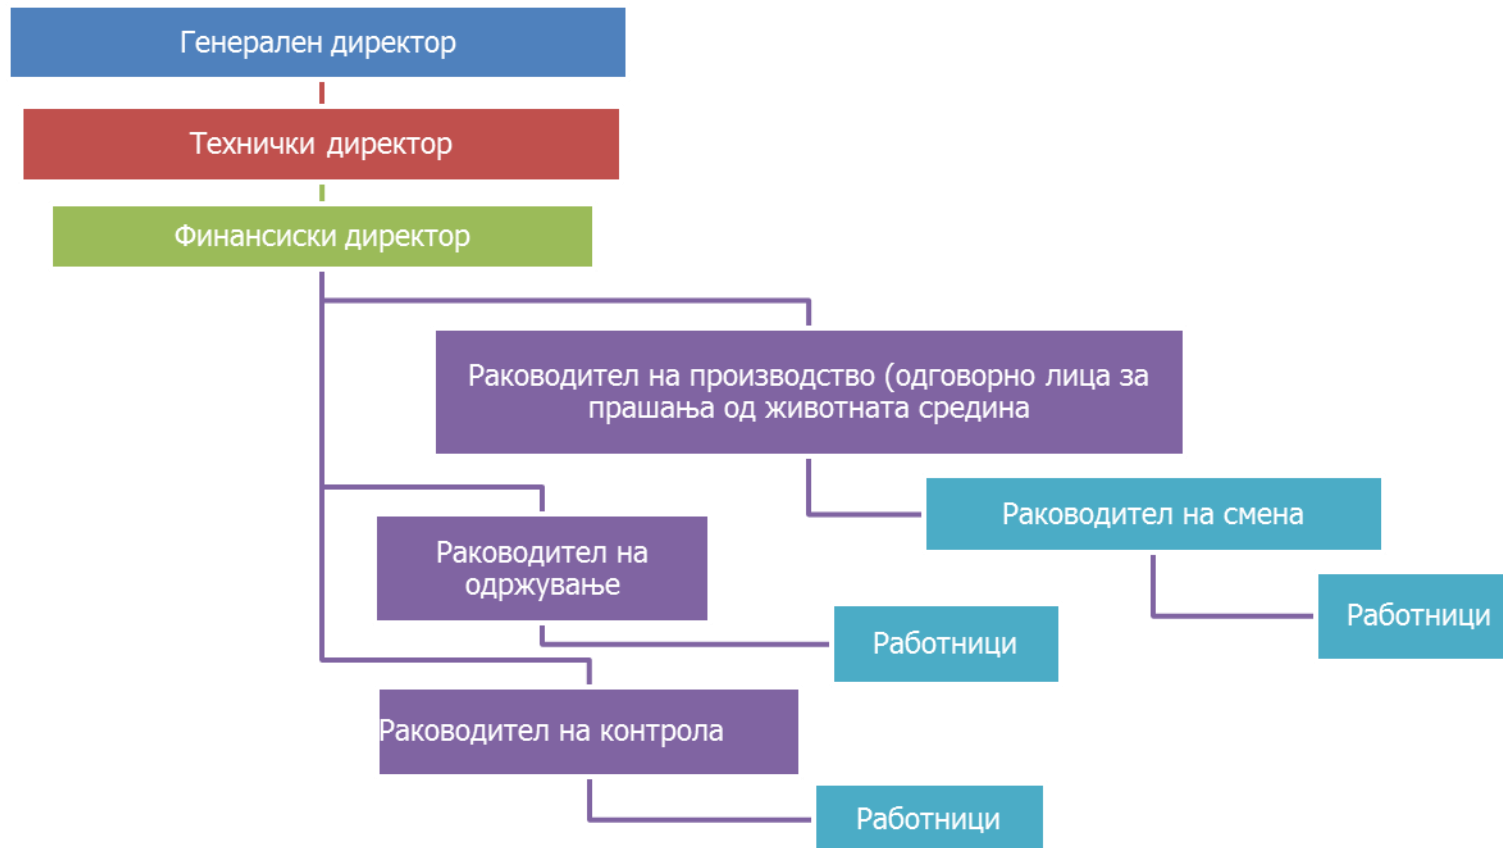 Генерален директор
Технички директор
Финансиски директор
Раководител на производство (одговорно лица за
прашања од животната средина
Раководител на смена
Раководител на
одржување
Работници
Работници
Раководител на контрола
Работници